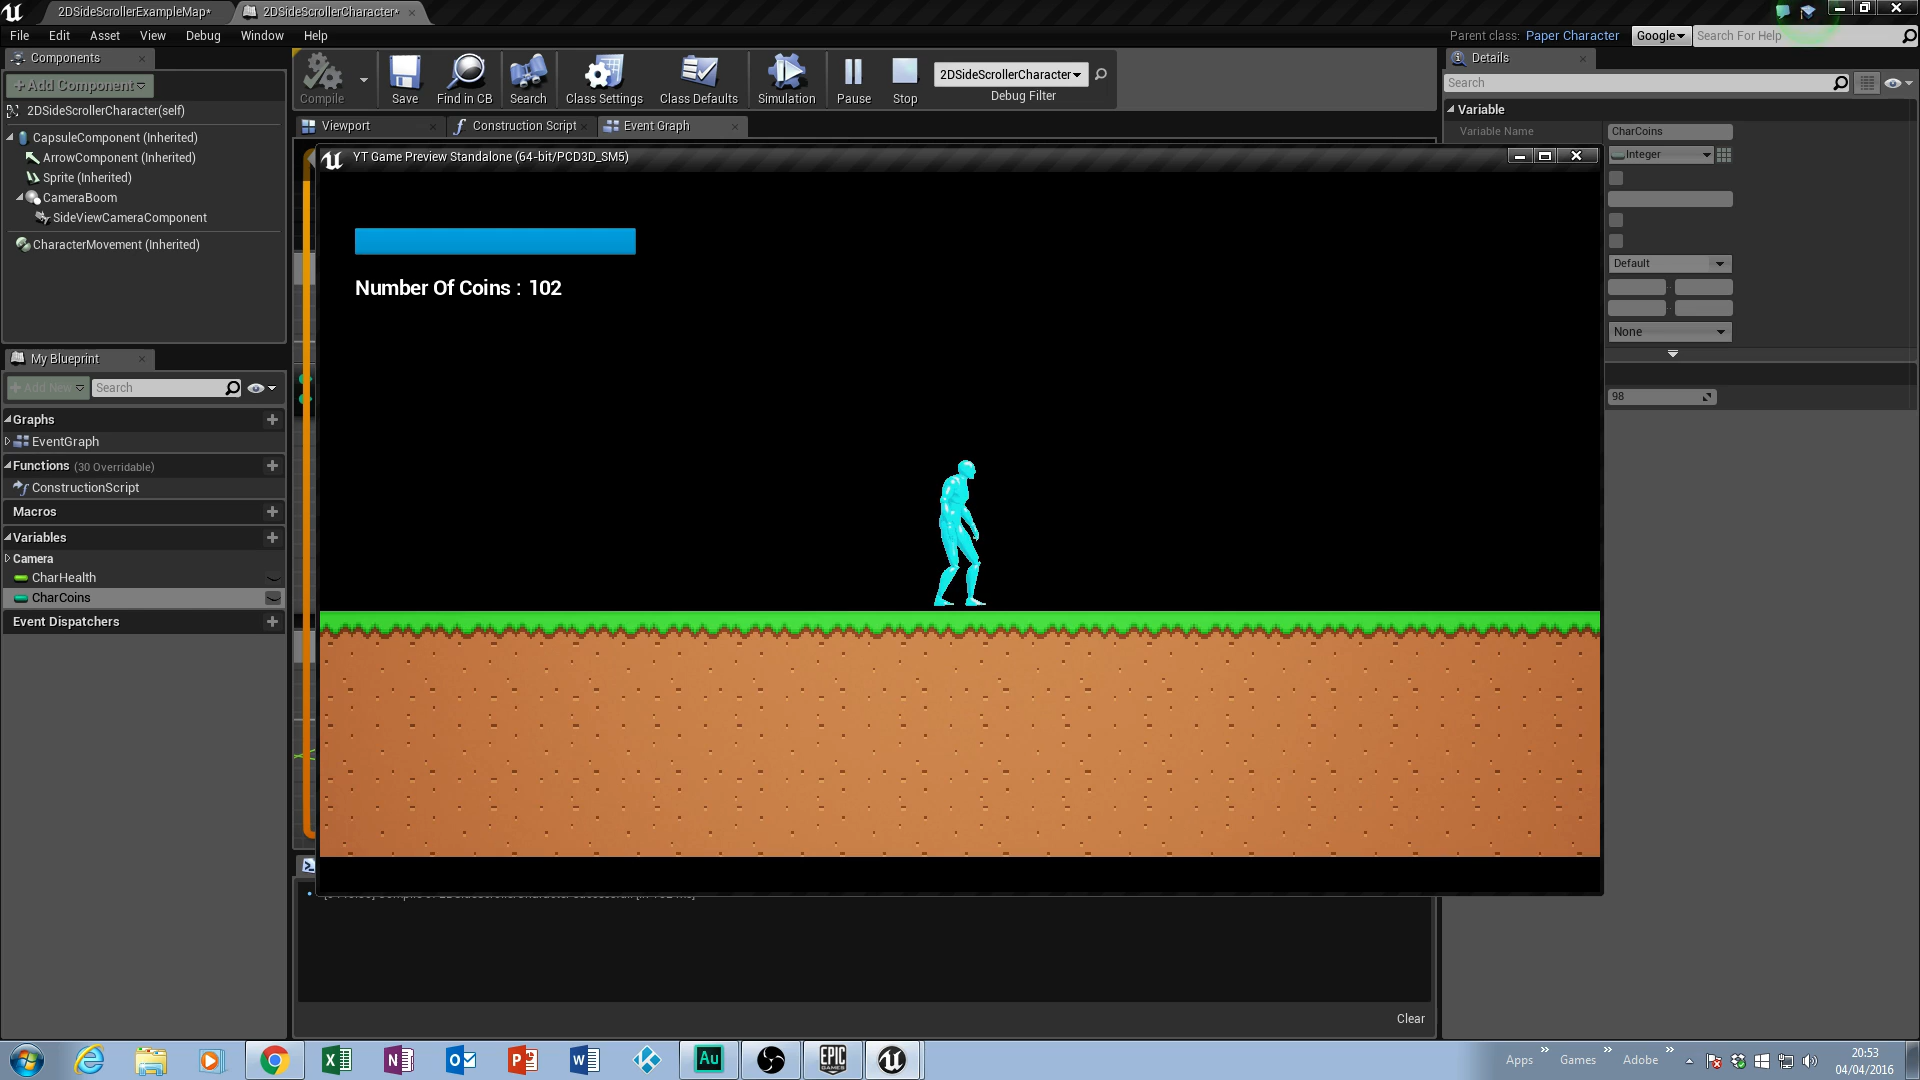 2DSideScrollerExampleMap*
2DSideScrollerCharacter*
File Edit Asset View Debug Window Help
Parent class: Paper Character
Google
Search For Help
Components
+Add Component
2DSideScrollerCharacter(self)
CapsuleComponent (Inherited)
ArrowComponent (Inherited)
Sprite (Inherited)
CameraBoom
SideViewCameraComponent
CharacterMovement (Inherited)
Compile
Save
Find in CB
Search
Class Settings
Class Defaults
Simulation
Pause
Stop
2DSideScrollerCharacter
Debug Filter
Viewport
Construction Script
Event Graph
Details
Search
Variable
Variable Name
CharCoins
Integer
Default
None
98
YT Game Preview Standalone (64-bit/PCD3D_SM5)
Number Of Coins : 102
My Blueprint
+Add New
Search
Graphs
EventGraph
Functions (30 Overridable)
ConstructionScript
Macros
Variables
Camera
CharHealth
CharCoins
Event Dispatchers
Clear
Au
EPIC GAMES
Apps
Games
Adobe
20:53
04/04/2016